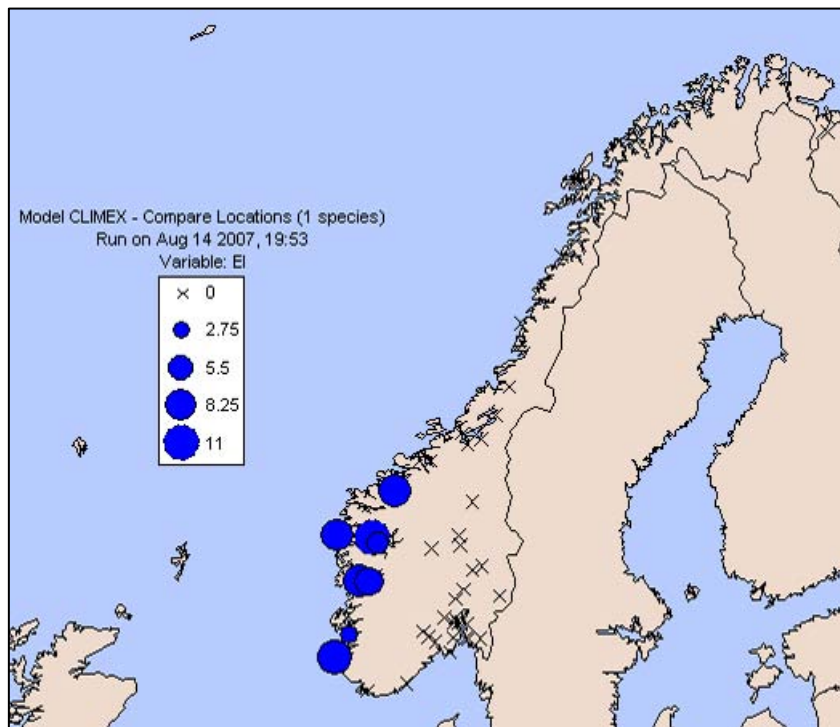 Model CLIMEX - Compare Locations (1 species)
Run on Aug 14 2007, 19:53
Variable: EI
0
2.75
5.5
8.25
11